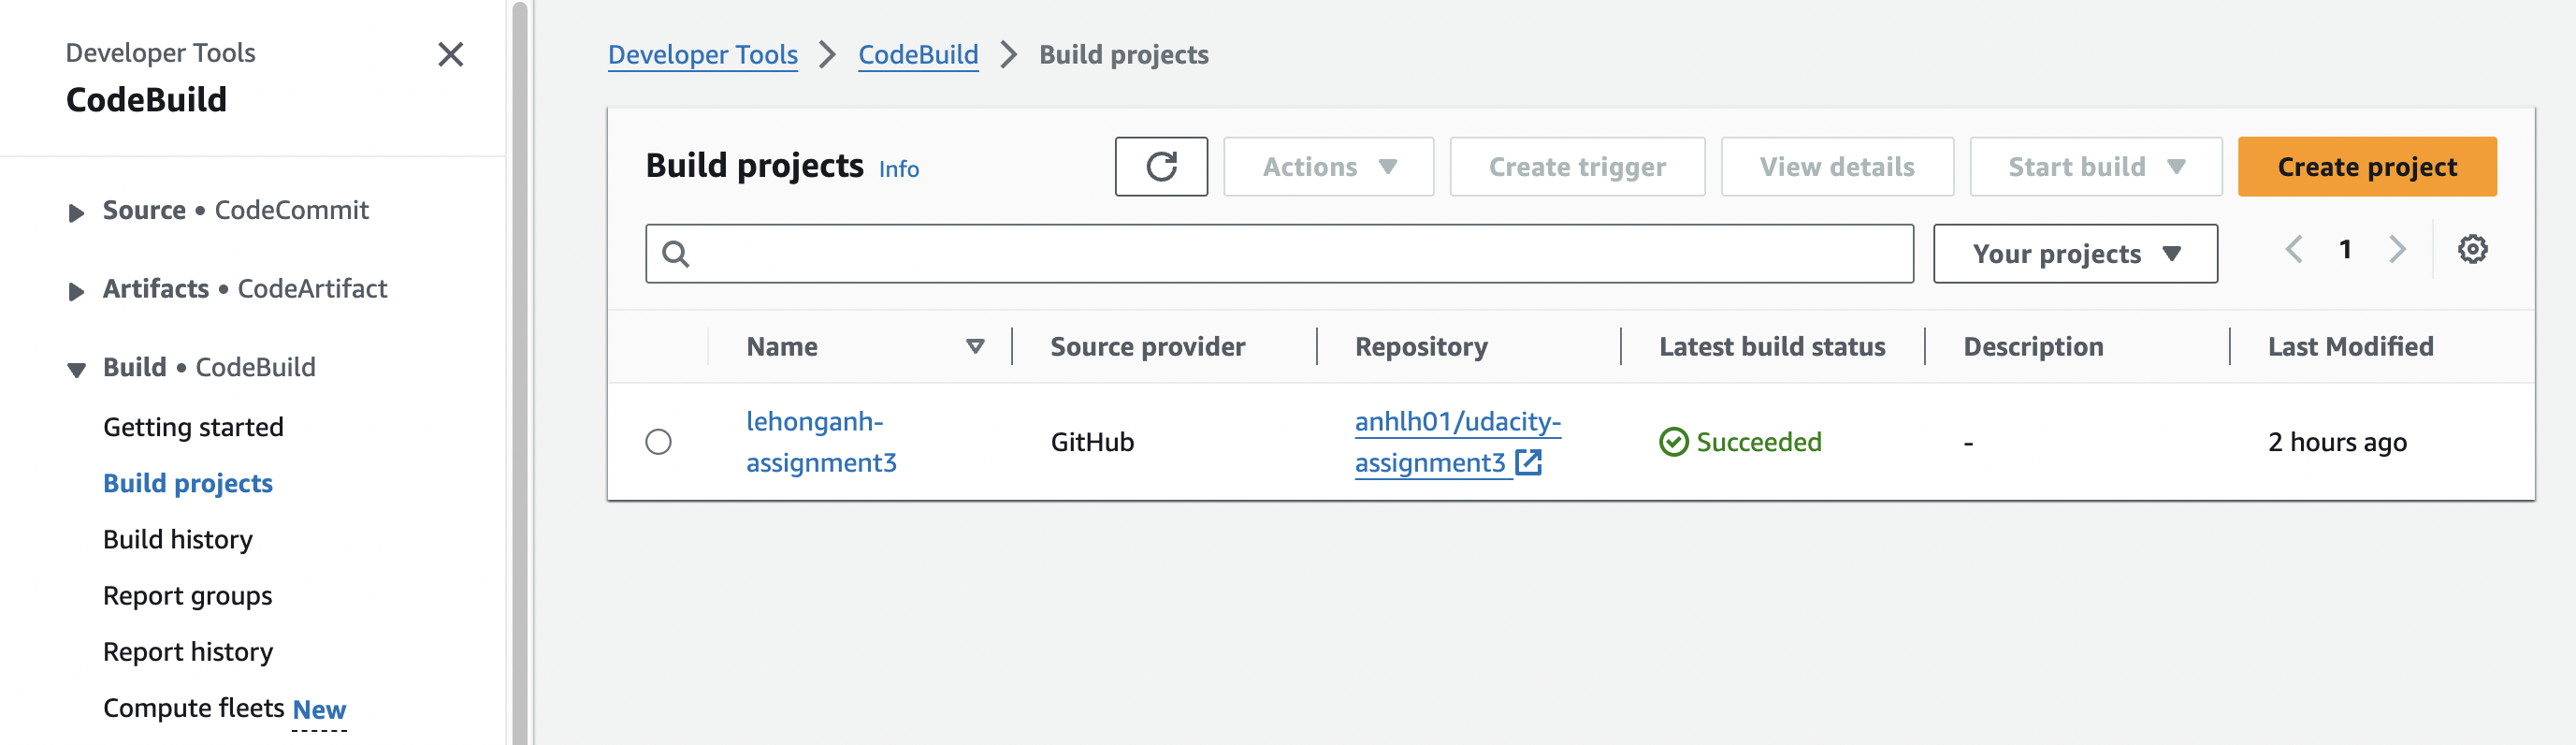 Developer Tools
CodeBuild
Source • CodeCommit
Artifacts • CodeArtifact
Build • CodeBuild
Getting started
Build projects
Build history
Report groups
Report history
Compute fleets New
Developer Tools > CodeBuild > Build projects
Build projects Info
Actions Create trigger View details Start build Create project
Your projects 1
Name Source provider Repository Latest build status Description Last Modified
lehonganh-
assignment3
GitHub
anhlh01/udacity-
assignment3
Succeeded
-
2 hours ago